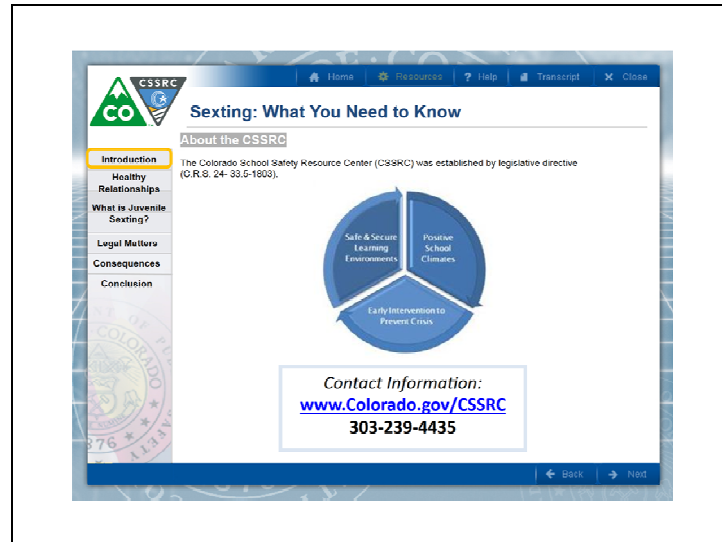 CSSRC
CO
Home
Resources
? Help
Transcript
Close
Sexting: What You Need to Know
About the CSSRC
Introduction
Healthy
Relationships
What is Juvenile
Sexting?
Legal Matters
Consequences
Conclusion
The Colorado School Safety Resource Center (CSSRC) was established by legislative directive
(C.R.S. 24- 33.5-1803).
Safe & Secure
Learning
Environments
Positive
School
Climates
Early Intervention to
Prevent Crisis
Contact Information:
www.Colorado.gov/CSSRC
303-239-4435
COLORADO
SAFETY
876
Back
Next